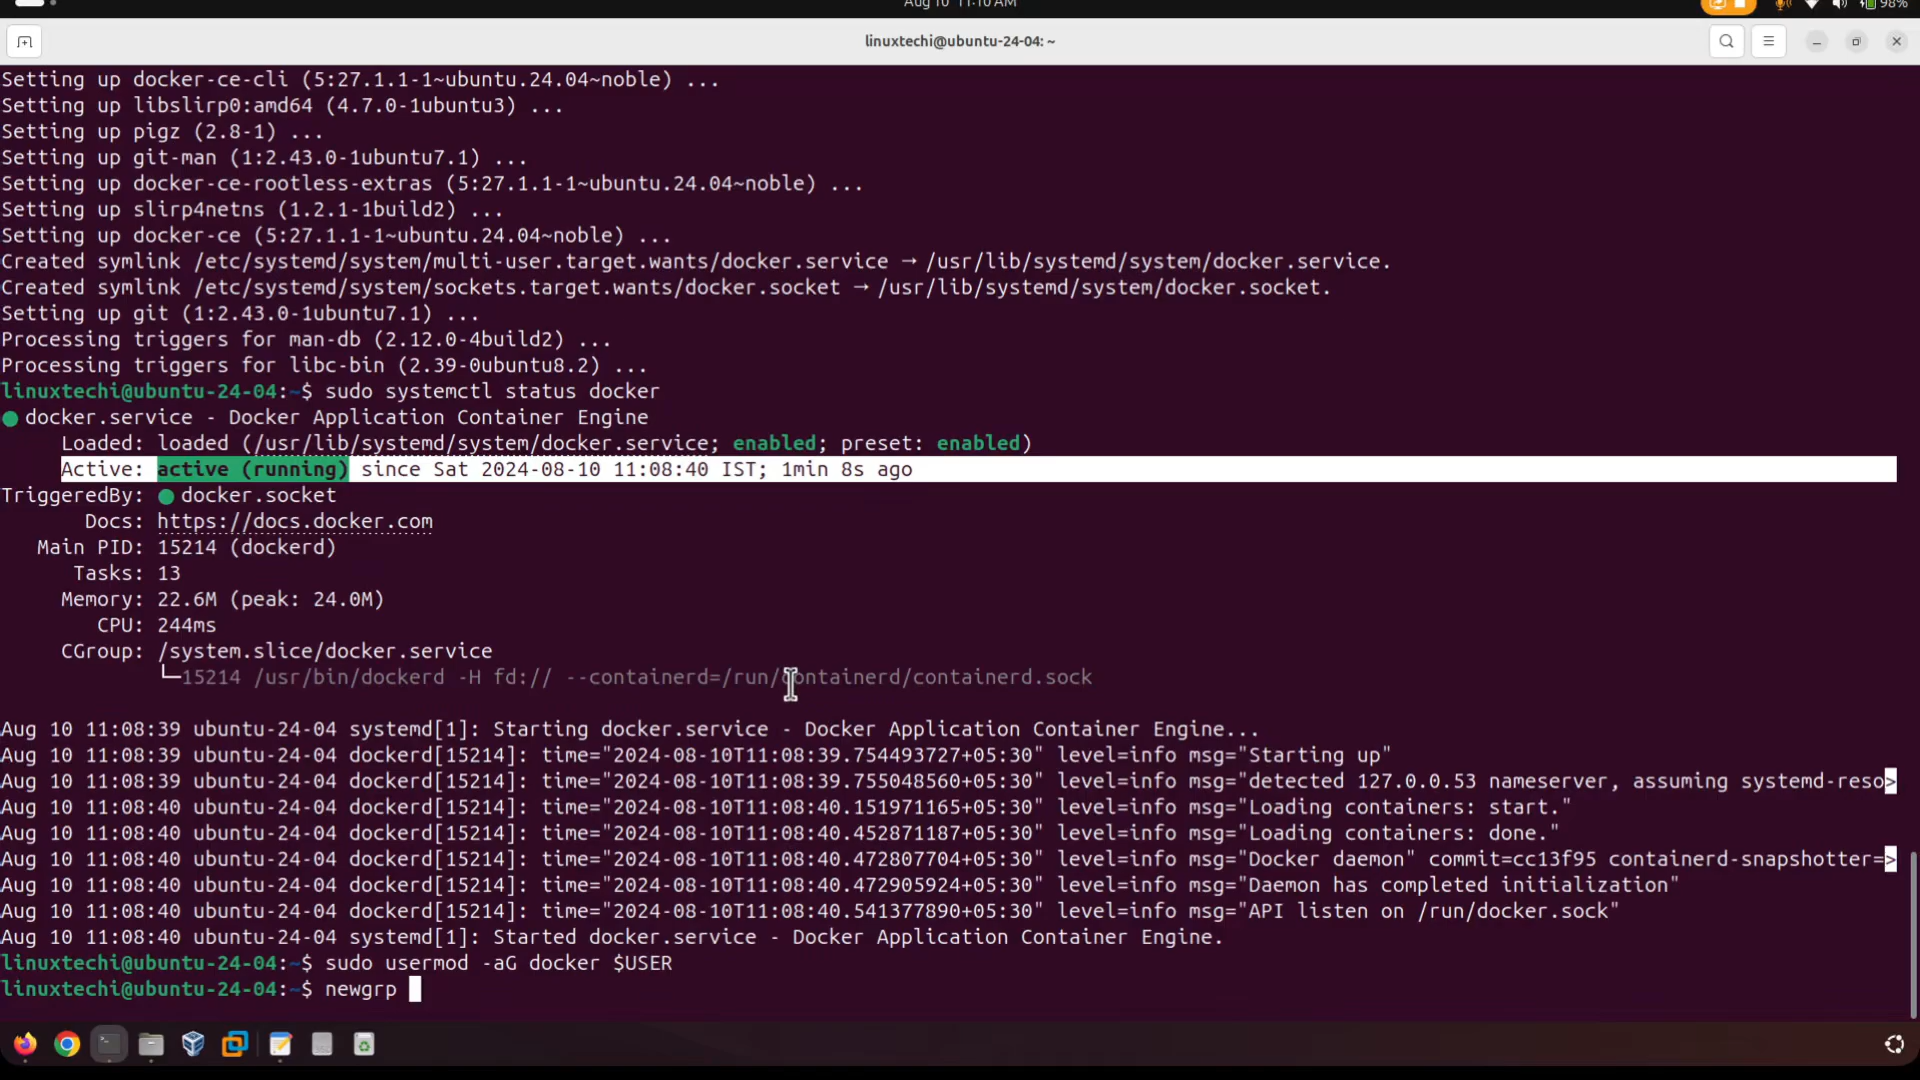 Aug 10 11:10 AM
98%
linuxtechi@ubuntu-24-04: ~
Setting up docker-ce-cli (5:27.1.1-1~ubuntu.24.04~noble) ...
Setting up libslirp0:amd64 (4.7.0-1ubuntu3) ...
Setting up pigz (2.8-1) ...
Setting up git-man (1:2.43.0-1ubuntu7.1) ...
Setting up docker-ce-rootless-extras (5:27.1.1-1~ubuntu.24.04~noble) ...
Setting up slirp4netns (1.2.1-1build2) ...
Setting up docker-ce (5:27.1.1-1~ubuntu.24.04~noble) ...
Created symlink /etc/systemd/system/multi-user.target.wants/docker.service → /usr/lib/systemd/system/docker.service.
Created symlink /etc/systemd/system/sockets.target.wants/docker.socket → /usr/lib/systemd/system/docker.socket.
Setting up git (1:2.43.0-1ubuntu7.1) ...
Processing triggers for man-db (2.12.0-4build2) ...
Processing triggers for libc-bin (2.39-0ubuntu8.2) ...
linuxtechi@ubuntu-24-04:~$ sudo systemctl status docker
● docker.service - Docker Application Container Engine
Loaded: loaded (/usr/lib/systemd/system/docker.service; enabled; preset: enabled)
Active: active (running) since Sat 2024-08-10 11:08:40 IST; 1min 8s ago
TriggeredBy: ● docker.socket
Docs: https://docs.docker.com
Main PID: 15214 (dockerd)
Tasks: 13
Memory: 22.6M (peak: 24.0M)
CPU: 244ms
CGroup: /system.slice/docker.service
└─15214 /usr/bin/dockerd -H fd:// --containerd=/run/containerd/containerd.sock
Aug 10 11:08:39 ubuntu-24-04 systemd[1]: Starting docker.service - Docker Application Container Engine...
Aug 10 11:08:39 ubuntu-24-04 dockerd[15214]: time="2024-08-10T11:08:39.754493727+05:30" level=info msg="Starting up"
Aug 10 11:08:39 ubuntu-24-04 dockerd[15214]: time="2024-08-10T11:08:39.755048560+05:30" level=info msg="detected 127.0.0.53 nameserver, assuming systemd-reso>
Aug 10 11:08:40 ubuntu-24-04 dockerd[15214]: time="2024-08-10T11:08:40.151971165+05:30" level=info msg="Loading containers: start."
Aug 10 11:08:40 ubuntu-24-04 dockerd[15214]: time="2024-08-10T11:08:40.452871187+05:30" level=info msg="Loading containers: done."
Aug 10 11:08:40 ubuntu-24-04 dockerd[15214]: time="2024-08-10T11:08:40.472807704+05:30" level=info msg="Docker daemon" commit=cc13f95 containerd-snapshotter=>
Aug 10 11:08:40 ubuntu-24-04 dockerd[15214]: time="2024-08-10T11:08:40.472905924+05:30" level=info msg="Daemon has completed initialization"
Aug 10 11:08:40 ubuntu-24-04 dockerd[15214]: time="2024-08-10T11:08:40.541377890+05:30" level=info msg="API listen on /run/docker.sock"
Aug 10 11:08:40 ubuntu-24-04 systemd[1]: Started docker.service - Docker Application Container Engine.
linuxtechi@ubuntu-24-04:~$ sudo usermod -aG docker $USER
linuxtechi@ubuntu-24-04:~$ newgrp